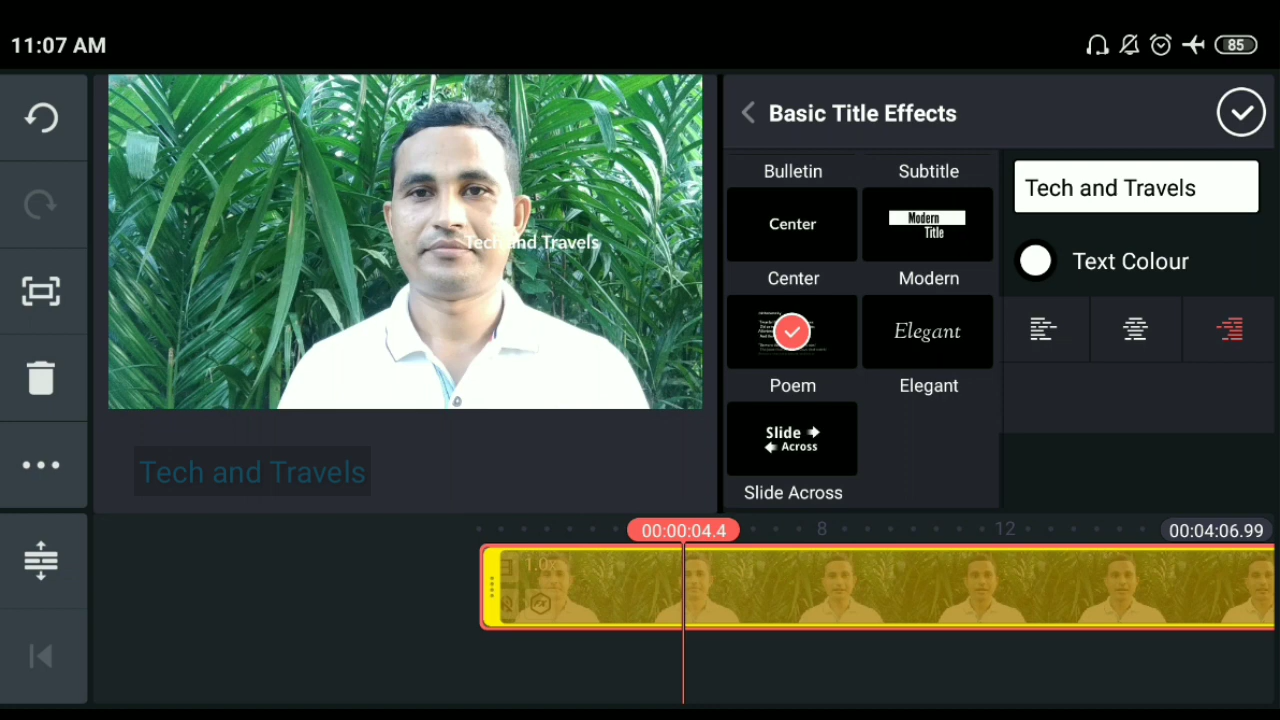 11:07 AM
85
Basic Title Effects
Bulletin
Subtitle
Tech and Travels
Center
Modern
Title
Text Colour
Tech and Travels
Center
Modern
Elegant
Poem
Elegant
Slide
Across
Tech and Travels
Slide Across
00:00:04.4
8
12
00:04:06.99
1.0x